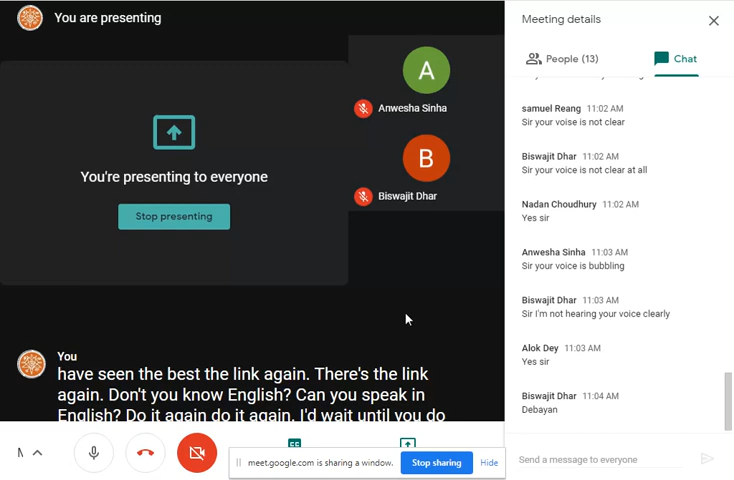 You are presenting
A
Anwesha Sinha
You're presenting to everyone
Stop presenting
B
Biswajit Dhar
You
have seen the best the link again. There's the link
again. Don't you know English? Can you speak in
English? Do it again do it again. I'd wait until you do
meet.google.com is sharing a window.
Stop sharing
Hide
Meeting details
People (13)
Chat
samuel Reang 11:02 AM
Sir your voise is not clear
Biswajit Dhar 11:02 AM
Sir your voice is not clear at all
Nadan Choudhury 11:02 AM
Yes sir
Anwesha Sinha 11:03 AM
Sir your voice is bubbling
Biswajit Dhar 11:03 AM
Sir I'm not hearing your voice clearly
Alok Dey 11:03 AM
Yes sir
Biswajit Dhar 11:04 AM
Debayan
Send a message to everyone